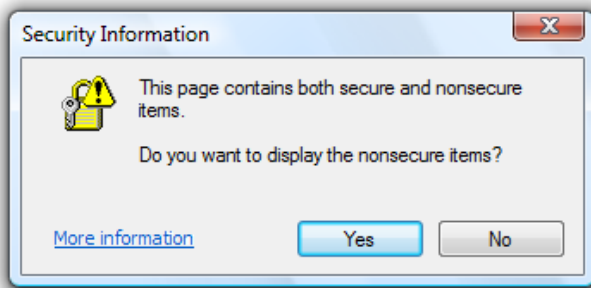 Security Information
This page contains both secure and nonsecure
items.
Do you want to display the nonsecure items?
More information
Yes
No